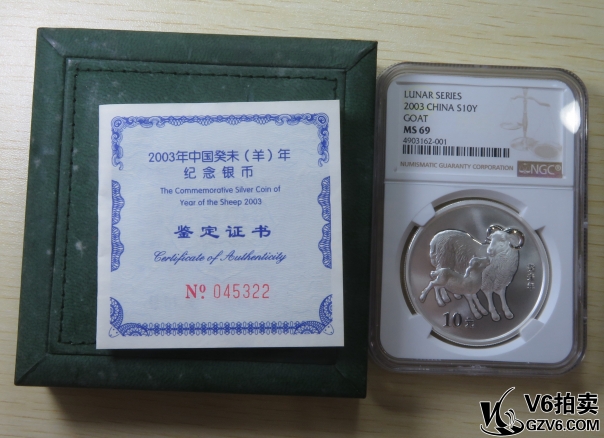 2003年中国癸未（羊）年
纪念银币
The Commemorative Silver Coin of
Year of the Sheep 2003
鉴定证书
Certificate of Authenticity
Nº 045322
LUNAR SERIES
2003 CHINA S10Y
GOAT
MS 69
4903162-001
NUMISMATIC GUARANTY CORPORATION
NGC
10元
V6拍卖
GZV6.COM